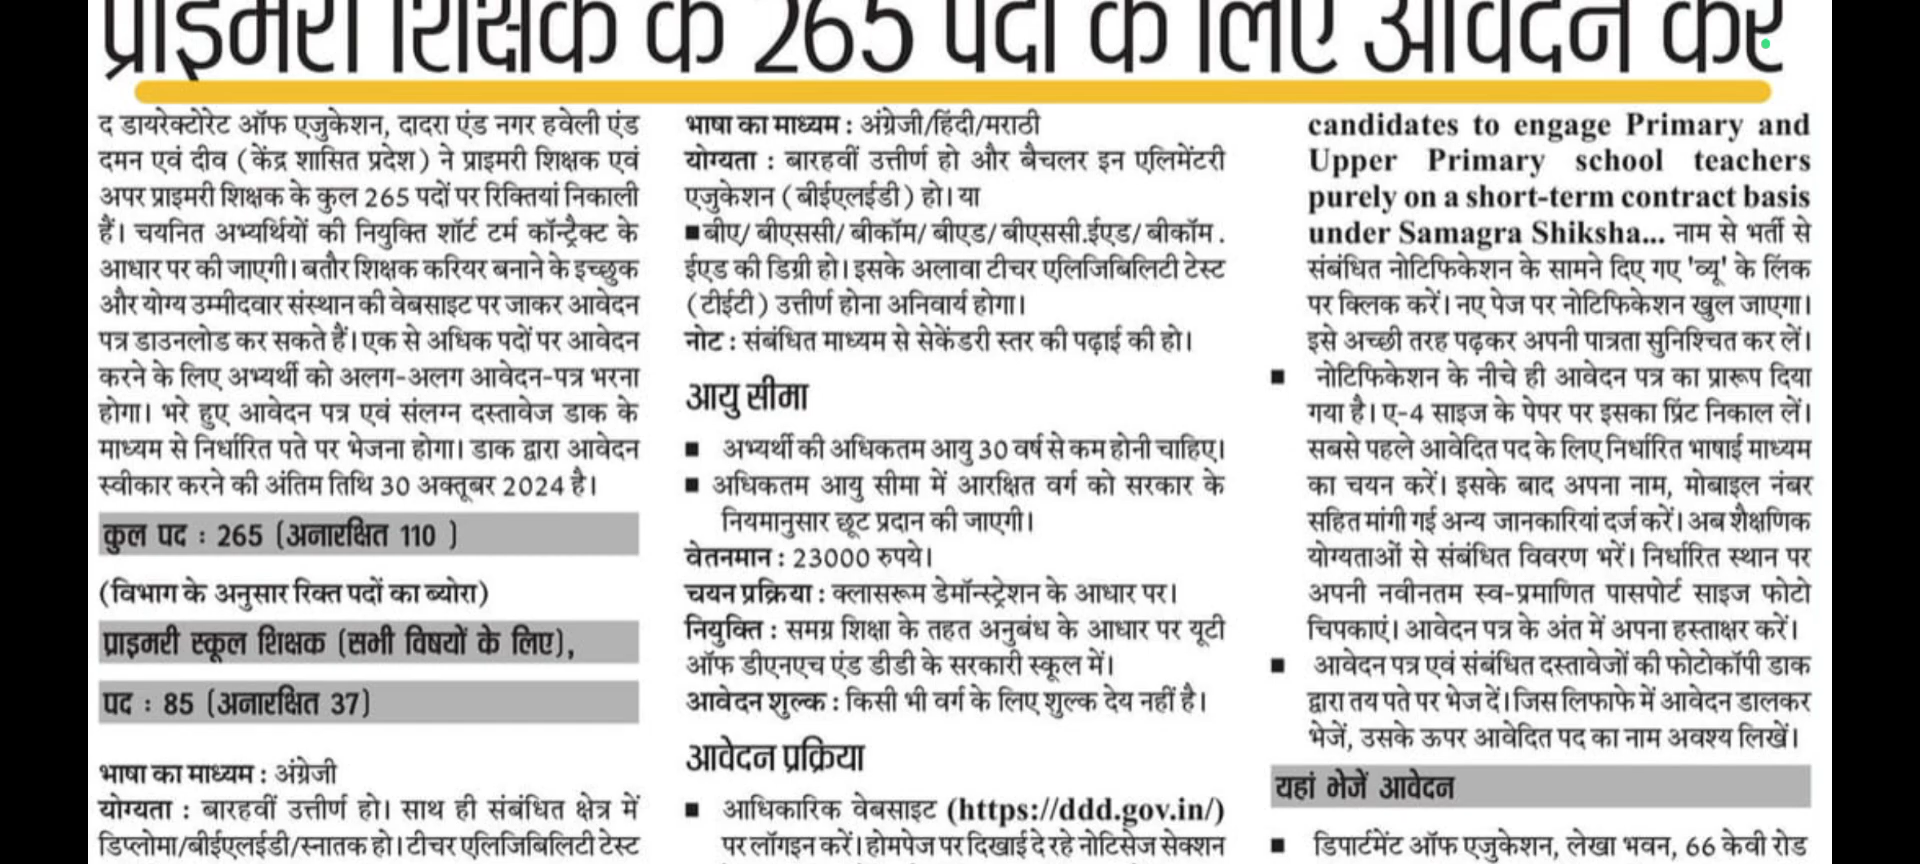 प्राइमरी शिक्षक के 265 पदों के लिए आवेदन करें
द डायरेक्टोरेट ऑफ एजुकेशन, दादरा एंड नगर हवेली एंड
दमन एवं दीव (केंद्र शासित प्रदेश) ने प्राइमरी शिक्षक एवं
अपर प्राइमरी शिक्षक के कुल 265 पदों पर रिक्तियां निकाली
हैं। चयनित अभ्यर्थियों की नियुक्ति शॉर्ट टर्म कॉन्ट्रैक्ट के
आधार पर की जाएगी। बतौर शिक्षक करियर बनाने के इच्छुक
और योग्य उम्मीदवार संस्थान की वेबसाइट पर जाकर आवेदन
पत्र डाउनलोड कर सकते हैं। एक से अधिक पदों पर आवेदन
करने के लिए अभ्यर्थी को अलग-अलग आवेदन-पत्र भरना
होगा। भरे हुए आवेदन पत्र एवं संलग्न दस्तावेज डाक के
माध्यम से निर्धारित पते पर भेजना होगा। डाक द्वारा आवेदन
स्वीकार करने की अंतिम तिथि 30 अक्तूबर 2024 है।
कुल पद : 265 (अनारक्षित 110 )
(विभाग के अनुसार रिक्त पदों का ब्योरा)
प्राइमरी स्कूल शिक्षक (सभी विषयों के लिए),
पद : 85 (अनारक्षित 37)
भाषा का माध्यम : अंग्रेजी
योग्यता : बारहवीं उत्तीर्ण हो। साथ ही संबंधित क्षेत्र में
डिप्लोमा/बीईएलईडी/स्नातक हो। टीचर एलिजिबिलिटी टेस्ट
भाषा का माध्यम : अंग्रेजी/हिंदी/मराठी
योग्यता : बारहवीं उत्तीर्ण हो और बैचलर इन एलिमेंटरी
एजुकेशन (बीईएलईडी) हो। या
■ बीए/ बीएससी/ बीकॉम/ बीएड/ बीएससी.ईएड/ बीकॉम .
ईएड की डिग्री हो। इसके अलावा टीचर एलिजिबिलिटी टेस्ट
(टीईटी) उत्तीर्ण होना अनिवार्य होगा।
नोट : संबंधित माध्यम से सेकेंडरी स्तर की पढ़ाई की हो।
आयु सीमा
■ अभ्यर्थी की अधिकतम आयु 30 वर्ष से कम होनी चाहिए।
■ अधिकतम आयु सीमा में आरक्षित वर्ग को सरकार के
नियमानुसार छूट प्रदान की जाएगी।
वेतनमान : 23000 रुपये।
चयन प्रक्रिया : क्लासरूम डेमॉन्स्ट्रेशन के आधार पर।
नियुक्ति : समग्र शिक्षा के तहत अनुबंध के आधार पर यूटी
ऑफ डीएनएच एंड डीडी के सरकारी स्कूल में।
आवेदन शुल्क : किसी भी वर्ग के लिए शुल्क देय नहीं है।
आवेदन प्रक्रिया
■ आधिकारिक वेबसाइट (https://ddd.gov.in/)
पर लॉगइन करें। होमपेज पर दिखाई दे रहे नोटिसेज सेक्शन
candidates to engage Primary and
Upper Primary school teachers
purely on a short-term contract basis
under Samagra Shiksha... नाम से भर्ती से
संबंधित नोटिफिकेशन के सामने दिए गए 'व्यू' के लिंक
पर क्लिक करें। नए पेज पर नोटिफिकेशन खुल जाएगा।
इसे अच्छी तरह पढ़कर अपनी पात्रता सुनिश्चित कर लें।
■ नोटिफिकेशन के नीचे ही आवेदन पत्र का प्रारूप दिया
गया है। ए-4 साइज के पेपर पर इसका प्रिंट निकाल लें।
सबसे पहले आवेदित पद के लिए निर्धारित भाषाई माध्यम
का चयन करें। इसके बाद अपना नाम, मोबाइल नंबर
सहित मांगी गई अन्य जानकारियां दर्ज करें। अब शैक्षणिक
योग्यताओं से संबंधित विवरण भरें। निर्धारित स्थान पर
अपनी नवीनतम स्व-प्रमाणित पासपोर्ट साइज फोटो
चिपकाएं। आवेदन पत्र के अंत में अपना हस्ताक्षर करें।
■ आवेदन पत्र एवं संबंधित दस्तावेजों की फोटोकॉपी डाक
द्वारा तय पते पर भेज दें। जिस लिफाफे में आवेदन डालकर
भेजें, उसके ऊपर आवेदित पद का नाम अवश्य लिखें।
यहां भेजें आवेदन
■ डिपार्टमेंट ऑफ एजुकेशन, लेखा भवन, 66 केवी रोड